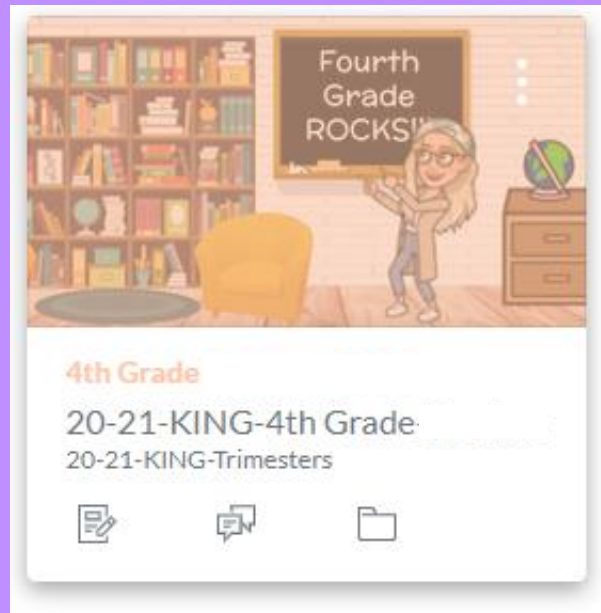 Fourth
Grade
ROCKS!!
4th Grade
20-21-KING-4th Grade
20-21-KING-Trimesters